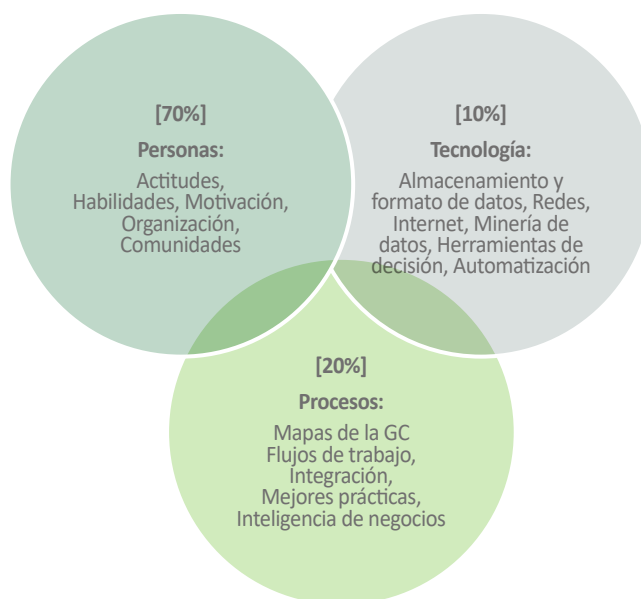 [70%]
Personas:
Actitudes,
Habilidades, Motivación,
Organización,
Comunidades
[10%]
Tecnología:
Almacenamiento y
formato de datos, Redes,
Internet, Minería de
datos, Herramientas de
decisión, Automatización
[20%]
Procesos:
Mapas de la GC
Flujos de trabajo,
Integración,
Mejores prácticas,
Inteligencia de negocios